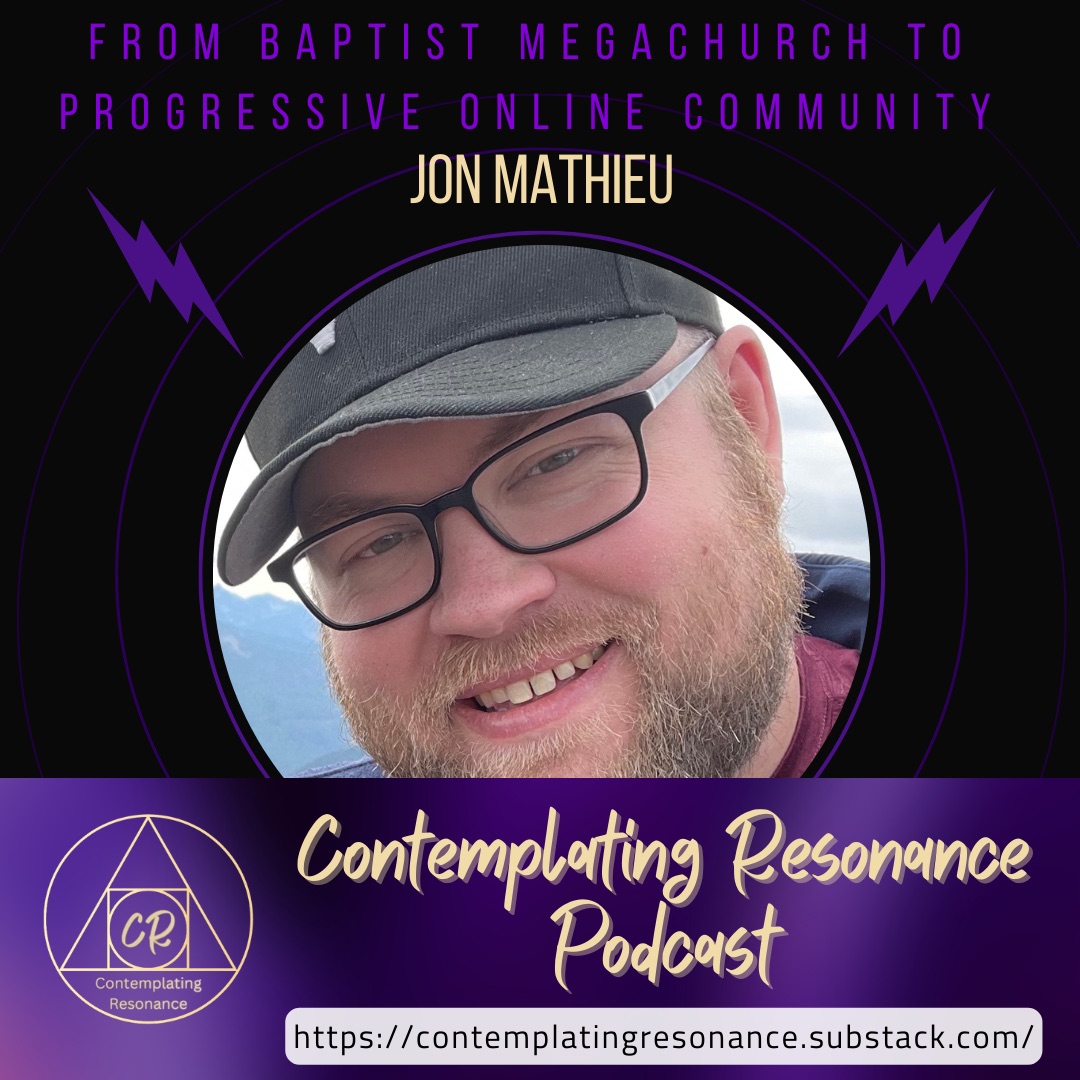 FROM BAPTIST MEGACHURCH TO
PROGRESSIVE ONLINE COMMUNITY
JON MATHIEU
Contemplating Resonance
Podcast
CR
Contemplating
Resonance
https://contemplatingresonance.substack.com/